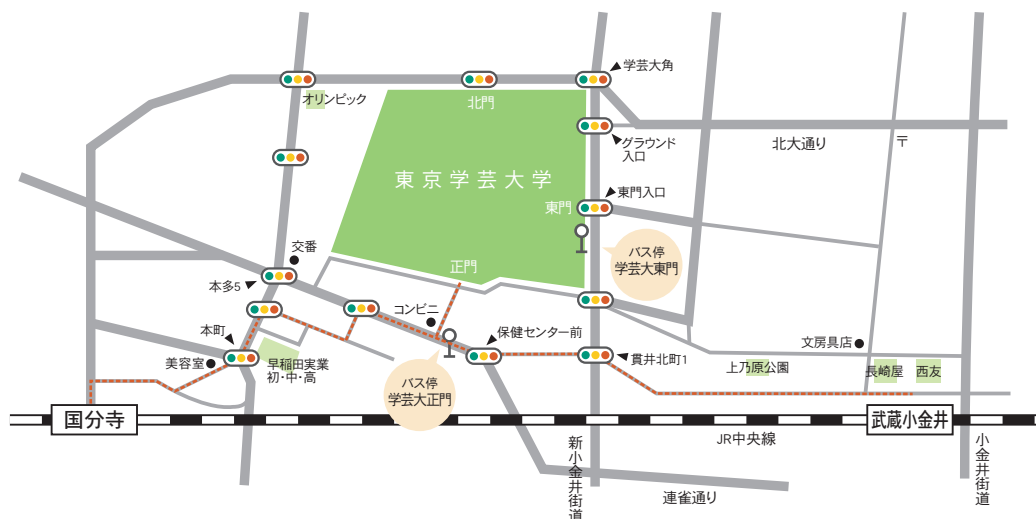 学芸大角
オリンピック
北門
グラウンド
入口
北大通り
〒
東京学芸大学
東門入口
東門
バス停
学芸大東門
交番
正門
本多5
コンビニ
本町
保健センター前
文房具店
美容室
早稲田実業
初・中・高
貫井北町1
上乃原公園
長崎屋
西友
バス停
学芸大正門
国分寺
武蔵小金井
JR中央線
新小金井街道
小金井街道
連雀通り